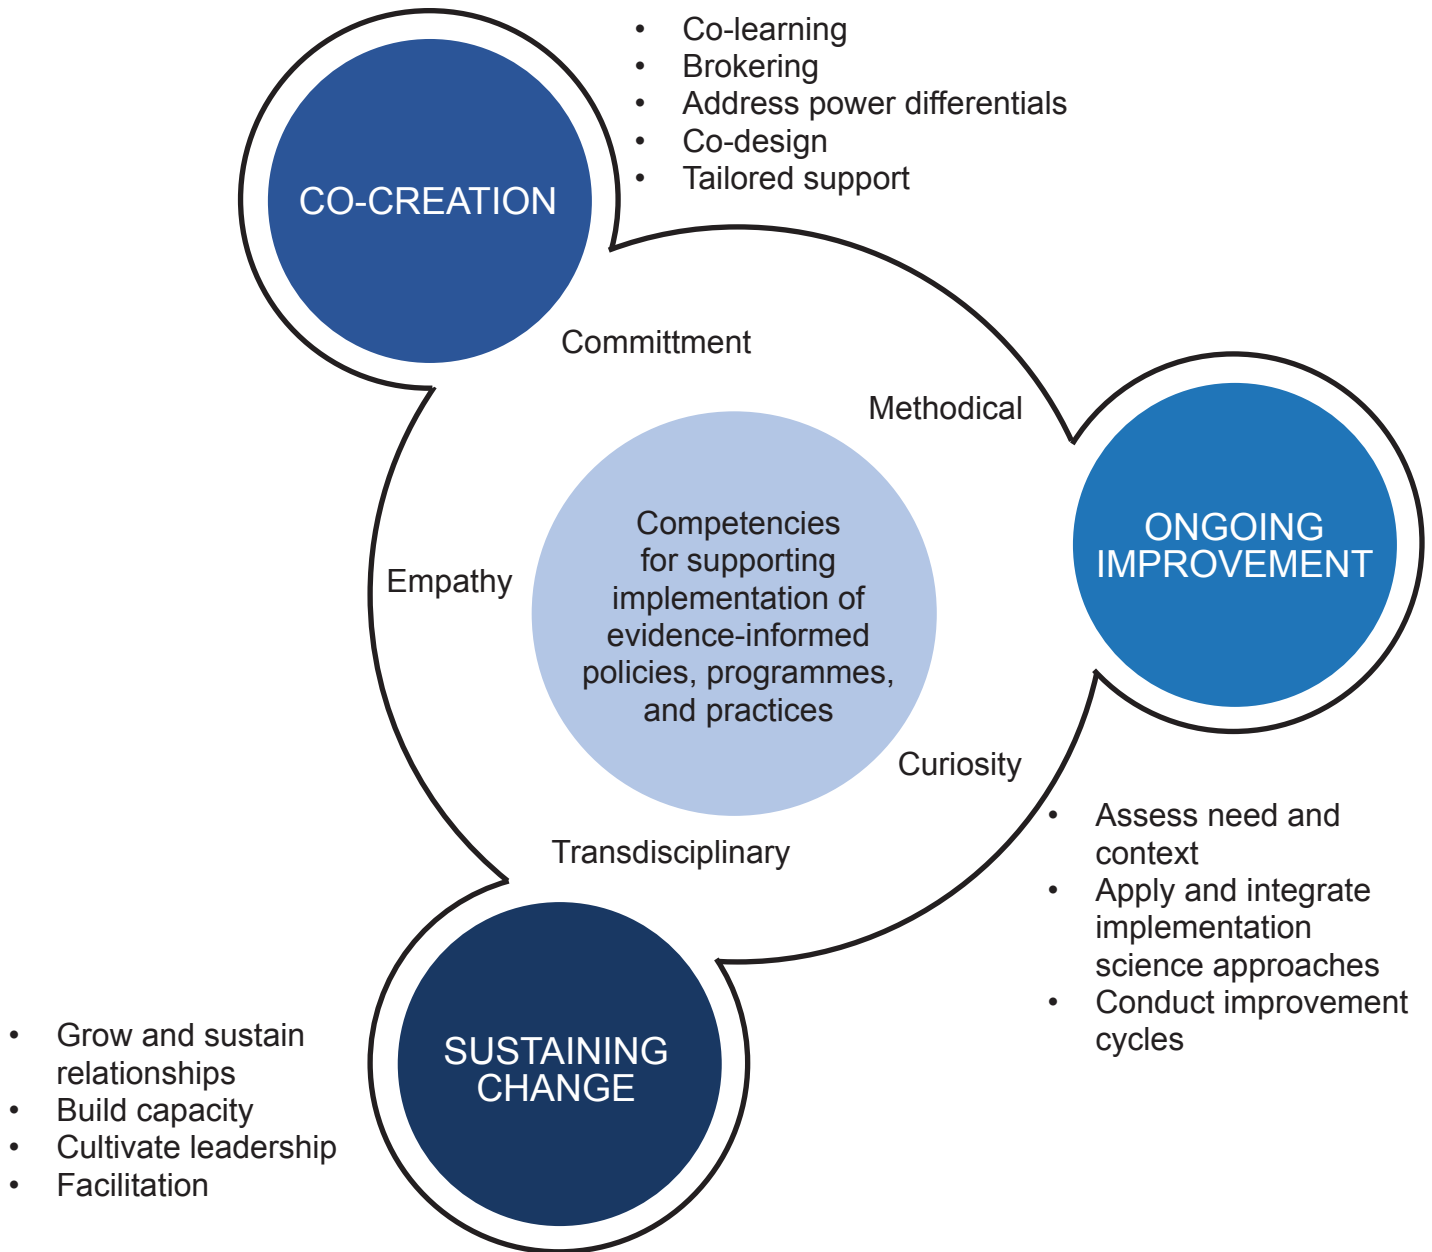 • Co-learning
• Brokering
• Address power differentials
• Co-design
• Tailored support
CO-CREATION
Committment
Methodical
ONGOING
IMPROVEMENT
Competencies
for supporting
implementation of
evidence-informed
policies, programmes,
and practices
Empathy
Curiosity
Transdisciplinary
• Assess need and
context
• Apply and integrate
implementation
science approaches
• Conduct improvement
cycles
SUSTAINING
CHANGE
• Grow and sustain
relationships
• Build capacity
• Cultivate leadership
• Facilitation